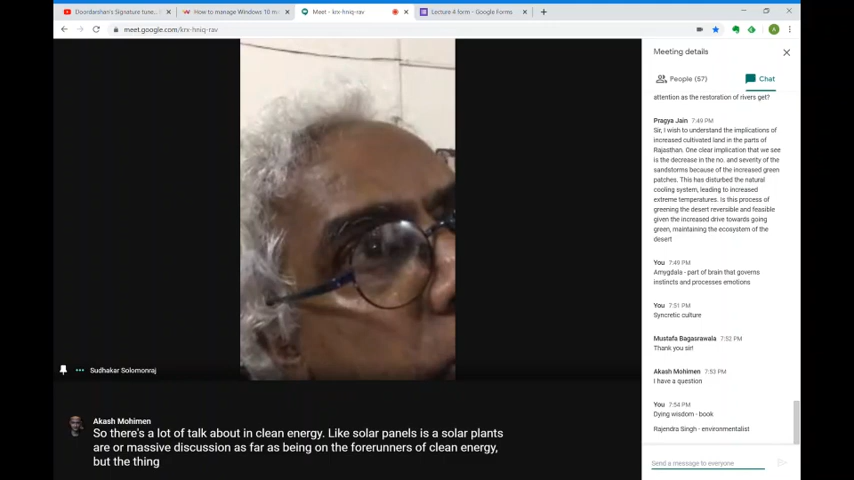 Doordarshan's Signature tune...
How to manage Windows 10 n
Meet - krx-hniq-rav
Lecture 4 form - Google Forms
meet.google.com/krx-hniq-rav
A
Meeting details
People (57)
Chat
attention as the restoration of rivers get?
Pragya Jain 7:49 PM
Sir, I wish to understand the implications of
increased cultivated land in the parts of
Rajasthan. One clear implication that we see
is the decrease in the no. and severity of the
sandstorms because of the increased green
patches. This has disturbed the natural
cooling system, leading to increased
extreme temperatures. Is this process of
greening the desert reversible and feasible
given the increased drive towards going
green, maintaining the ecosystem of the
desert
You 7:49 PM
Amygdala - part of brain that governs
instincts and processes emotions
You 7:51 PM
Syncretic culture
Mustafa Bagasrawala 7:52 PM
Thank you sir!
Akash Mohimen 7:53 PM
I have a question
You 7:54 PM
Dying wisdom - book
Rajendra Singh - environmentalist
Send a message to everyone
Sudhakar Solomonraj
Akash Mohimen
So there's a lot of talk about in clean energy. Like solar panels is a solar plants
are or massive discussion as far as being on the forerunners of clean energy,
but the thing